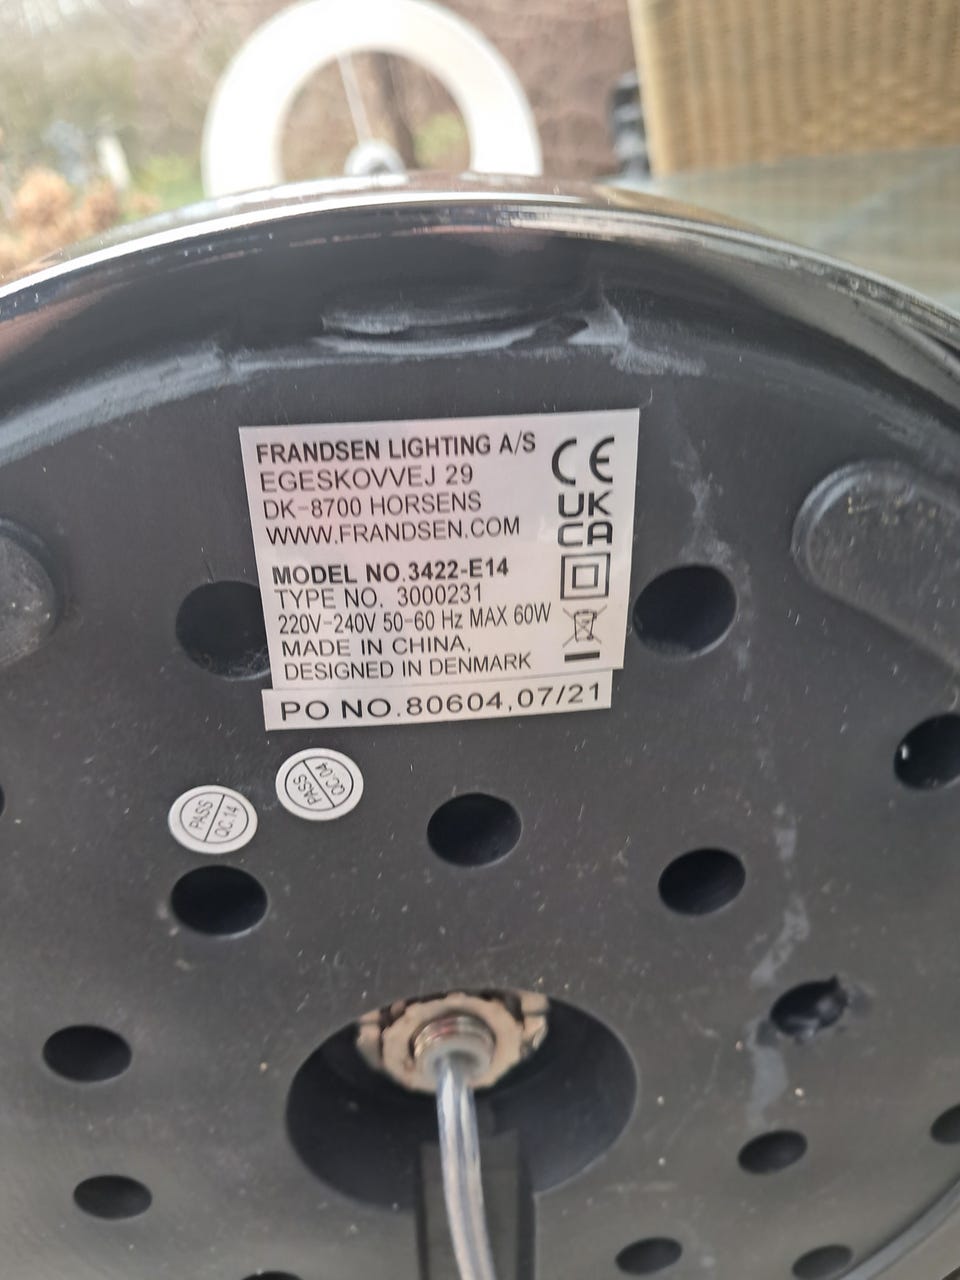 FRANDSEN LIGHTING A/S
EGESKOVVEJ 29
DK-8700 HORSENS
WWW.FRANDSEN.COM
CE
UK
CA
MODEL NO.3422-E14
TYPE NO. 3000231
220V-240V 50-60 Hz MAX 60W
MADE IN CHINA,
DESIGNED IN DENMARK
PO NO.80604,07/21
PASS
QC.04
PASS
QC.14